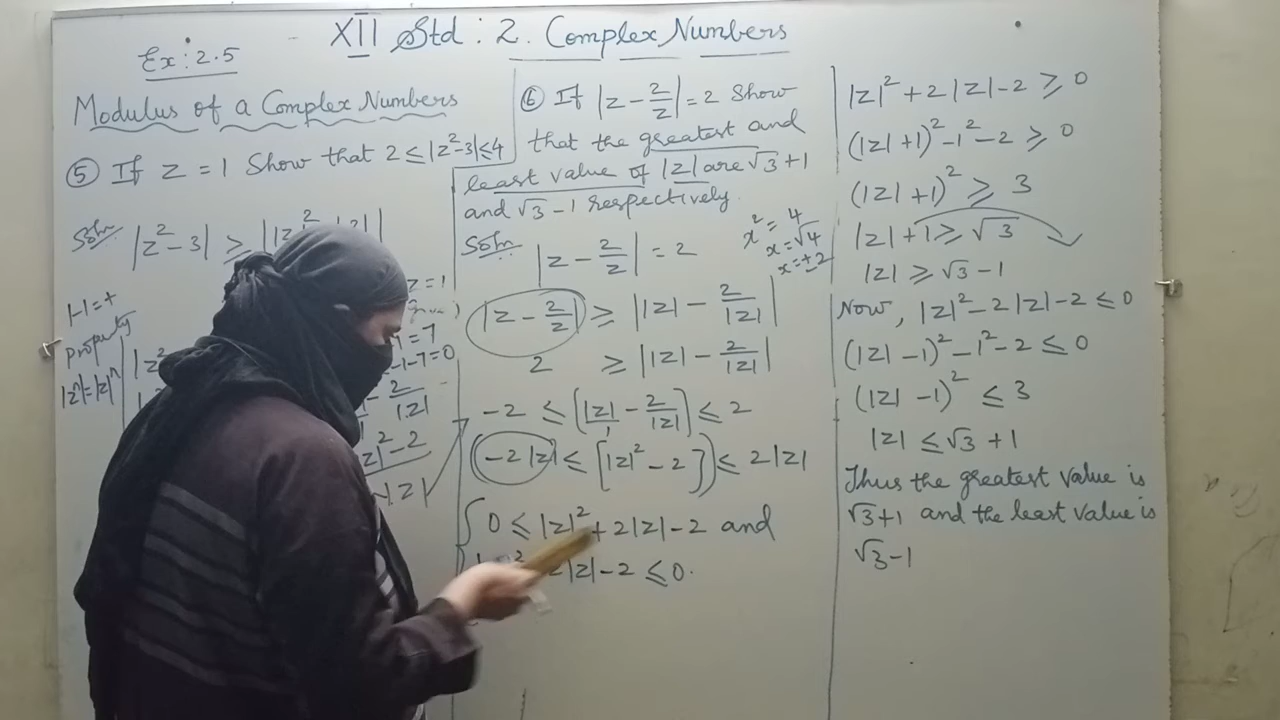 XII Std : 2. Complex Numbers
Ex : 2.5
Modulus of a Complex Numbers
⑤ If z = 1 Show that 2 ≤ |z²-3| ≤ 4
Soln
|z² - 3| ≥
|-| = +
property
|zⁿ| = |z|ⁿ
⑥ If |z - 2/z| = 2 Show
that the greatest and
least value of |z| are √3 + 1
and √3 - 1 respectively.
x² = 4
x = √4
x = ±2
Soln
|z - 2/z| = 2
|z - 2/z| ≥ ||z| - 2/|z||
2 ≥ ||z| - 2/|z||
-2 ≤ [|z|/1 - 2/|z|] ≤ 2
(-2|z| ≤ [|z|² - 2]) ≤ 2|z|
0 ≤ |z|² + 2|z| - 2 and
2|z| - 2 ≤ 0.
|z|² + 2|z| - 2 ≥ 0
(|z| + 1)² - 1² - 2 ≥ 0
(|z| + 1)² ≥ 3
|z| + 1 ≥ √3
|z| ≥ √3 - 1
Now, |z|² - 2|z| - 2 ≤ 0
(|z| - 1)² - 1² - 2 ≤ 0
(|z| - 1)² ≤ 3
|z| ≤ √3 + 1
Thus the greatest value is
√3 + 1 and the least value is
√3 - 1